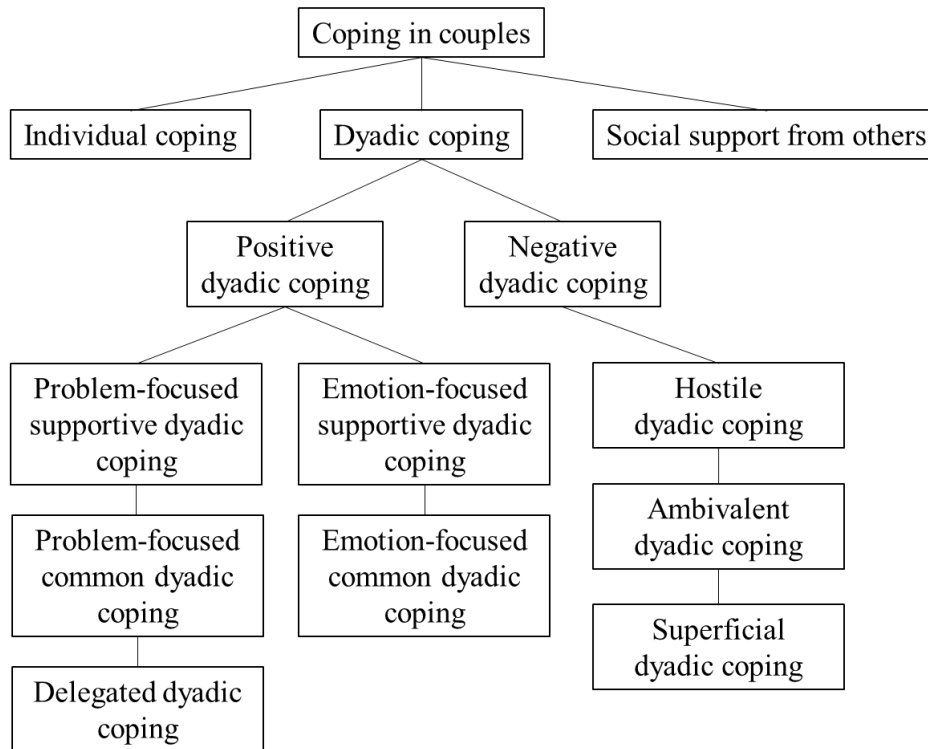 Coping in couples
Individual coping
Dyadic coping
Social support from others
Positive
dyadic coping
Negative
dyadic coping
Problem-focused
supportive dyadic
coping
Emotion-focused
supportive dyadic
coping
Hostile
dyadic coping
Problem-focused
common dyadic
coping
Emotion-focused
common dyadic
coping
Ambivalent
dyadic coping
Delegated dyadic
coping
Superficial
dyadic coping